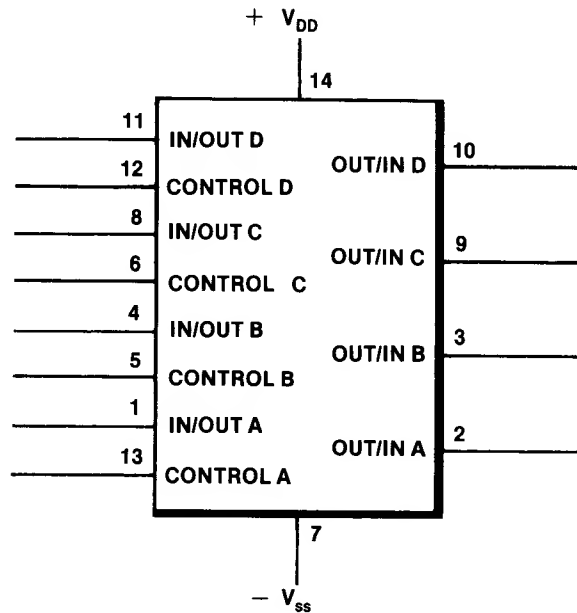 + V_DD
14
11
IN/OUT D
12
CONTROL D
8
IN/OUT C
6
CONTROL C
4
IN/OUT B
5
CONTROL B
1
IN/OUT A
13
CONTROL A
OUT/IN D
10
OUT/IN C
9
OUT/IN B
3
OUT/IN A
2
7
− V_ss